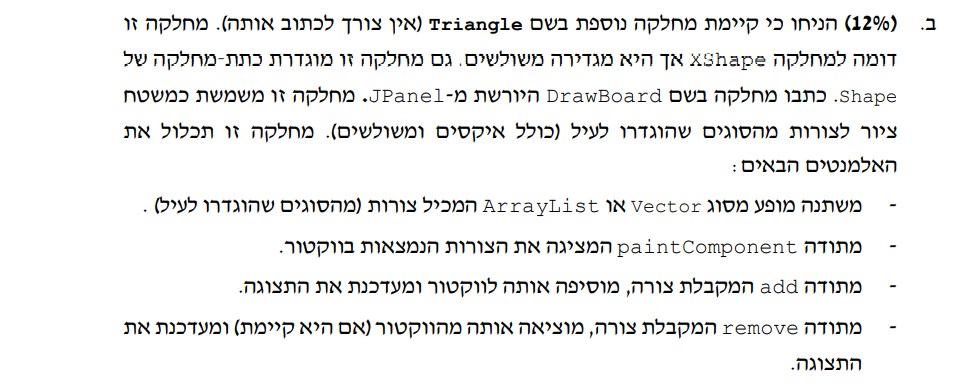 ב. (12%) הניחו כי קיימת מחלקה נוספת בשם Triangle (אין צורך לכתוב אותה). מחלקה זו
דומה למחלקה XShape אך היא מגדירה משולשים. גם מחלקה זו מוגדרת כתת-מחלקה של
Shape. כתבו מחלקה בשם DrawBoard היורשת מ-JPanel. מחלקה זו משמשת כמשטח
ציור לצורות מהסוגים שהוגדרו לעיל (כולל איקסים ומשולשים). מחלקה זו תכלול את
האלמנטים הבאים:
- משתנה מופע מסוג Vector או ArrayList המכיל צורות (מהסוגים שהוגדרו לעיל) .
- מתודה paintComponent המציגה את הצורות הנמצאות בווקטור.
- מתודה add המקבלת צורה, מוסיפה אותה לווקטור ומעדכנת את התצוגה.
- מתודה remove המקבלת צורה, מוציאה אותה מהווקטור (אם היא קיימת) ומעדכנת את
התצוגה.